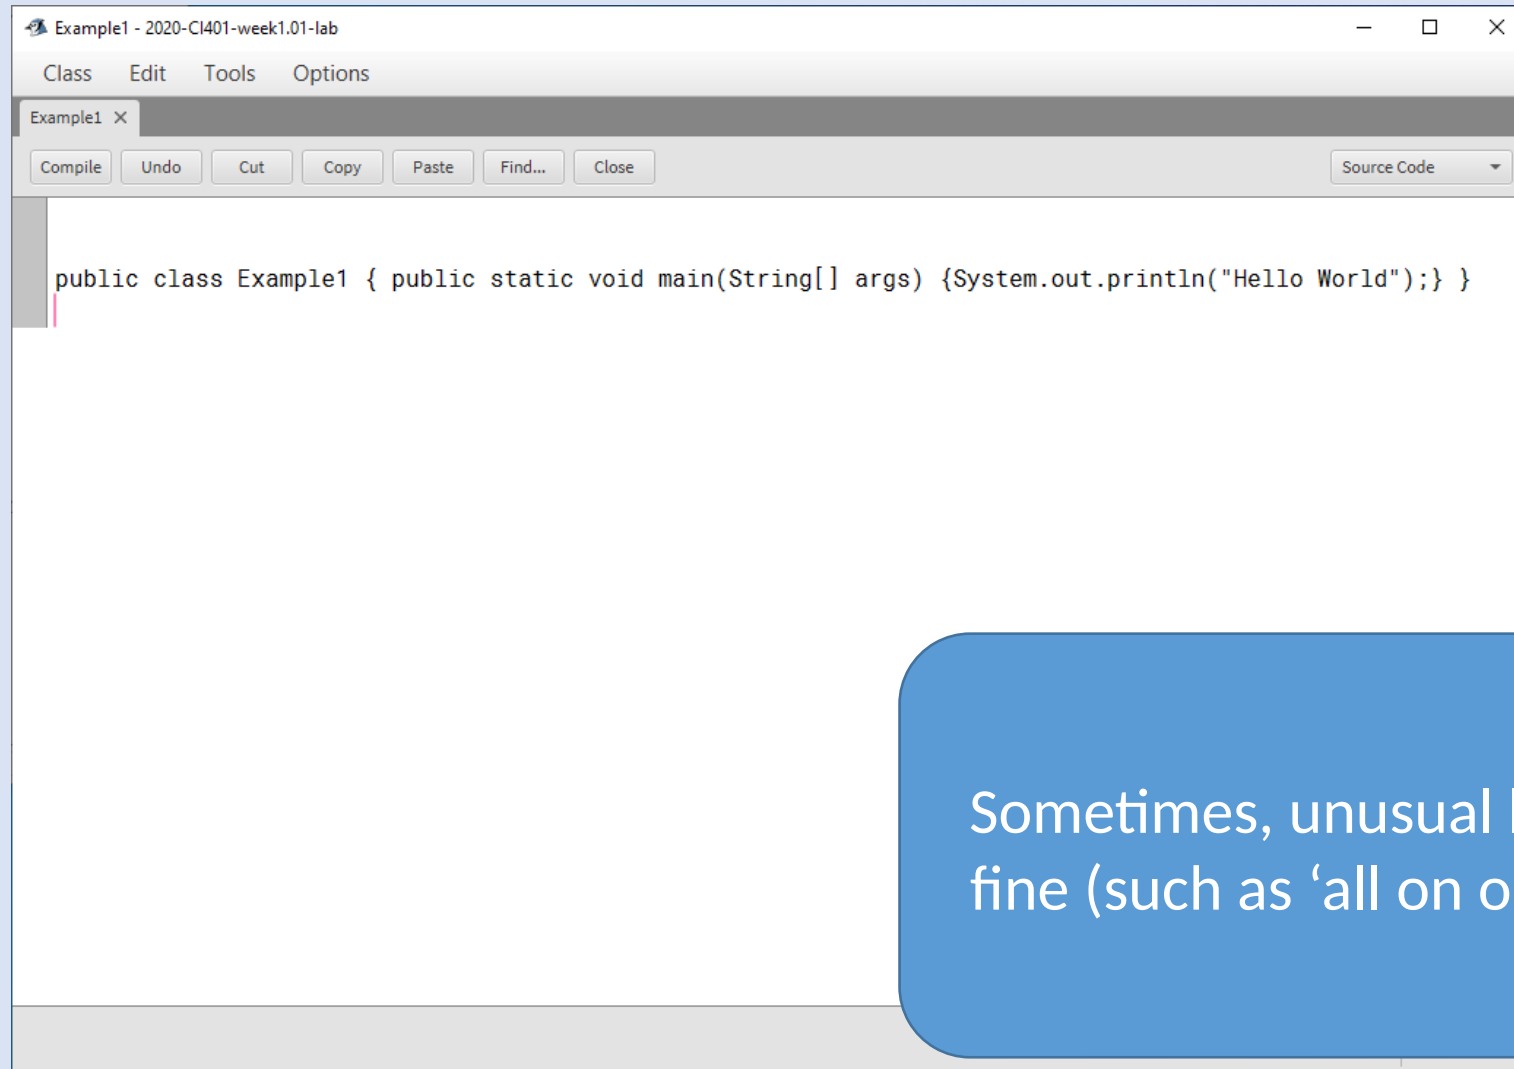 Example1 - 2020-CI401-week1.01-lab
Class Edit Tools Options
Example1
Compile Undo Cut Copy Paste Find... Close Source Code
public class Example1 { public static void main(String[] args) {System.out.println("Hello World");} }
Sometimes, unusual
fine (such as ‘all on